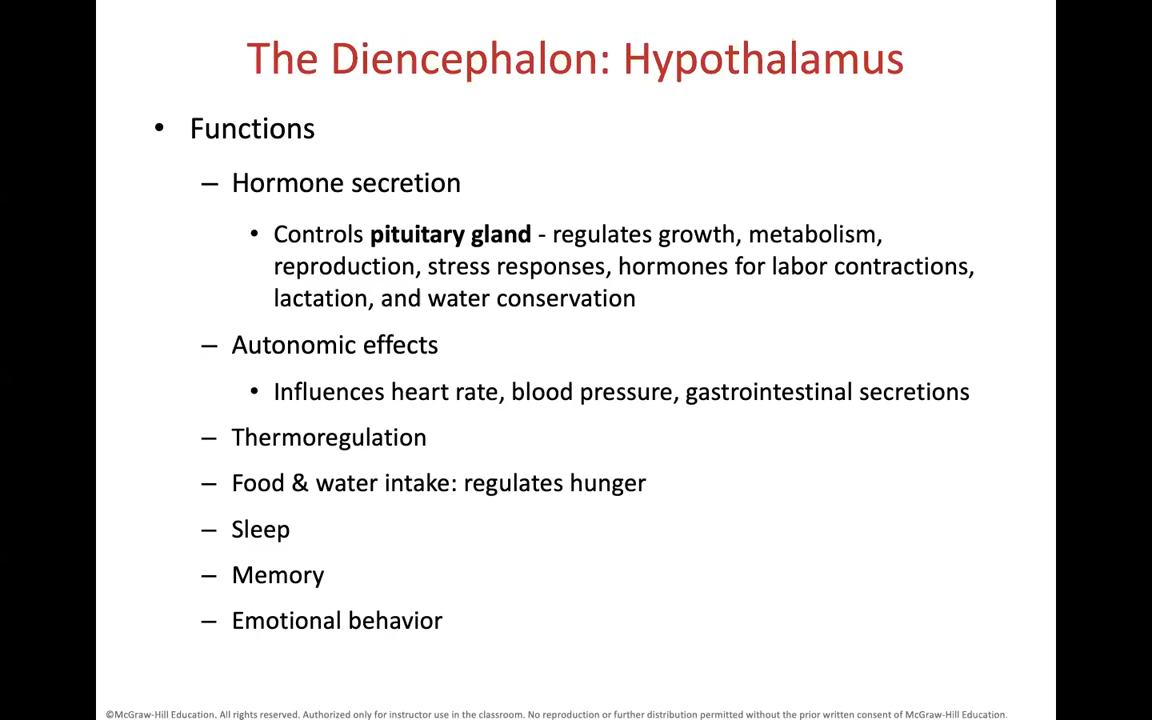 The Diencephalon: Hypothalamus
• Functions
– Hormone secretion
• Controls pituitary gland - regulates growth, metabolism,
reproduction, stress responses, hormones for labor contractions,
lactation, and water conservation
– Autonomic effects
• Influences heart rate, blood pressure, gastrointestinal secretions
– Thermoregulation
– Food & water intake: regulates hunger
– Sleep
– Memory
– Emotional behavior
©McGraw-Hill Education. All rights reserved. Authorized only for instructor use in the classroom. No reproduction or further distribution permitted without the prior written consent of McGraw-Hill Education.